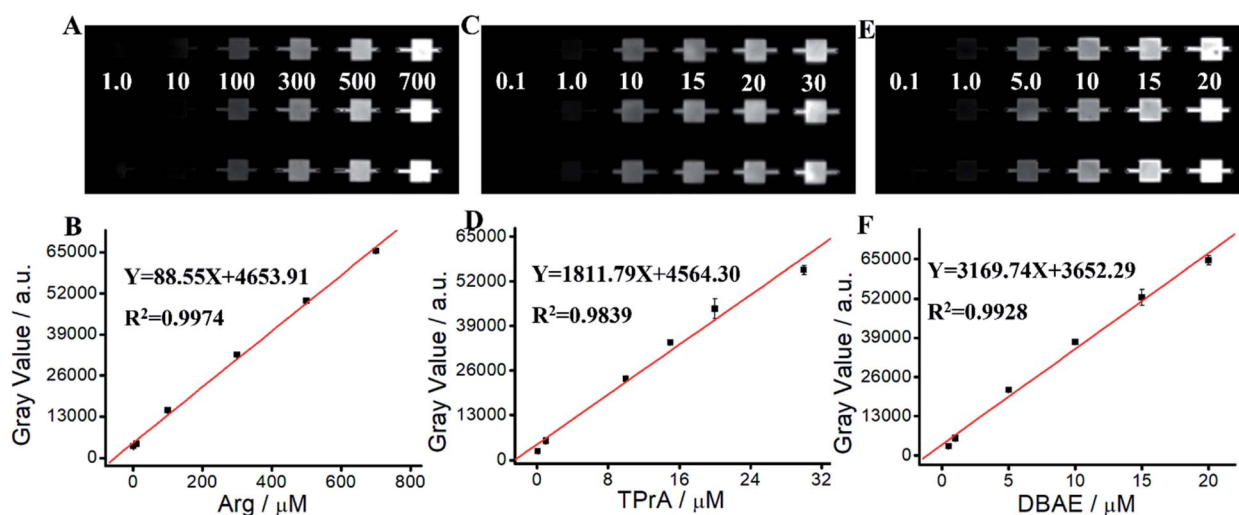 A
1.0 10 100 300 500 700
C
0.1 1.0 10 15 20 30
E
0.1 1.0 5.0 10 15 20
B
Y=88.55X+4653.91
R²=0.9974
65000
52000
39000
26000
13000
0
Gray Value / a.u.
0 200 400 600 800
Arg / μM
D
Y=1811.79X+4564.30
R²=0.9839
65000
52000
39000
26000
13000
0
Gray Value / a.u.
0 8 16 24 32
TPrA / μM
F
Y=3169.74X+3652.29
R²=0.9928
65000
52000
39000
26000
13000
0
Gray Value / a.u.
0 5 10 15 20
DBAE / μM